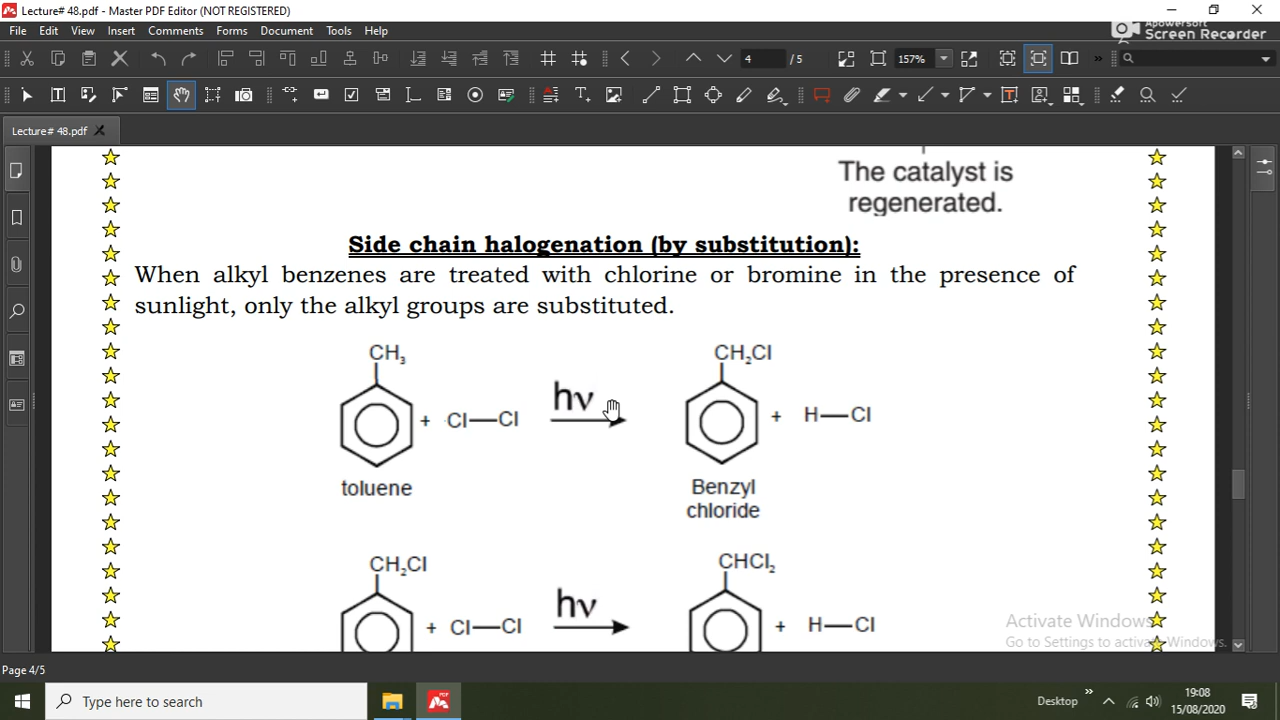 Lecture# 48.pdf - Master PDF Editor (NOT REGISTERED)
File Edit View Insert Comments Forms Document Tools Help
Apowersoft
Screen Recorder
4 / 5
157%
Lecture# 48.pdf
The catalyst is
regenerated.
Side chain halogenation (by substitution):
When alkyl benzenes are treated with chlorine or bromine in the presence of
sunlight, only the alkyl groups are substituted.
CH₃ CH₂Cl
+ Cl—Cl hν + H—Cl
toluene Benzyl
chloride
CH₂Cl CHCl₂
+ Cl—Cl hν + H—Cl
Activate Windows
Go to Settings to activate Windows.
Page 4/5
Type here to search
Desktop
19:08
15/08/2020